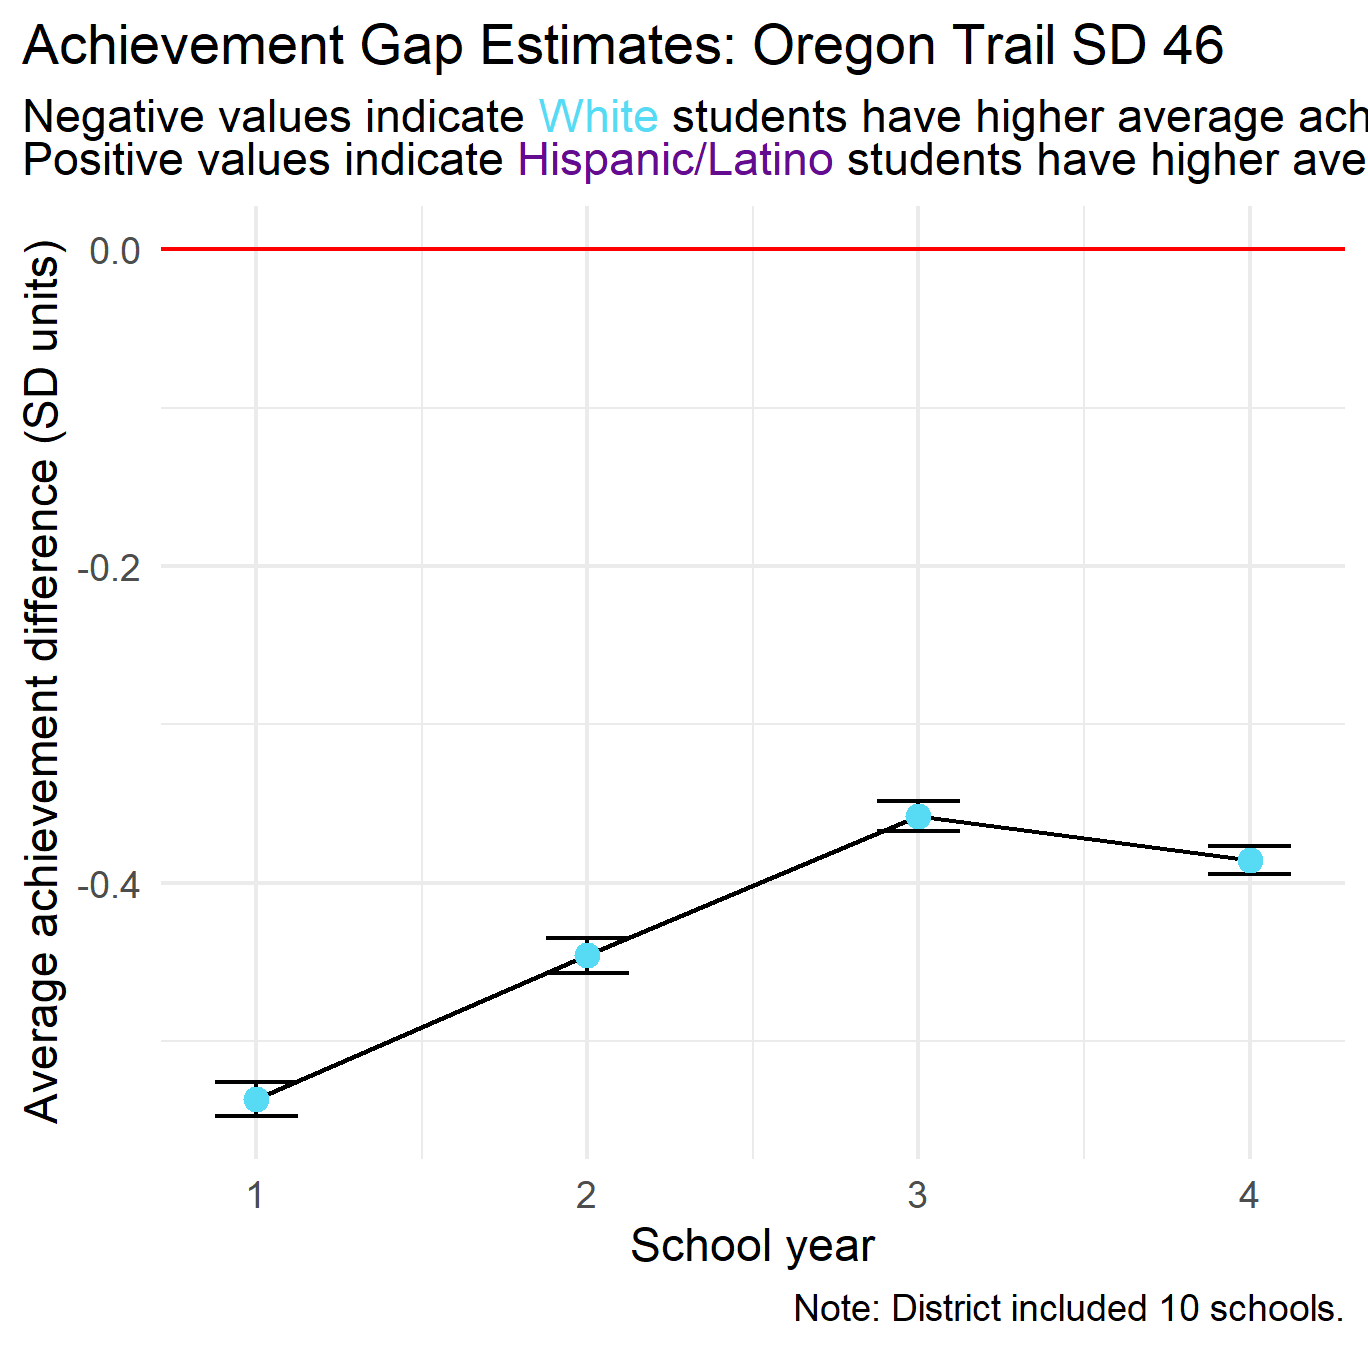 Achievement Gap Estimates: Oregon Trail SD 46
Negative values indicate White students have higher average ach
Positive values indicate Hispanic/Latino students have higher ave
Average achievement difference (SD units)
0.0
-0.2
-0.4
1 2 3 4
School year
Note: District included 10 schools.